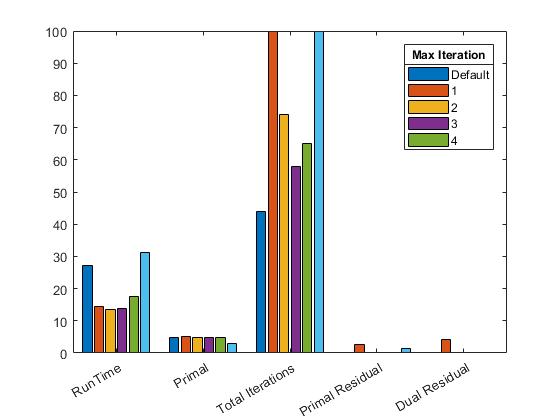 100
90
80
70
60
50
40
30
20
10
0
Max Iteration
Default
1
2
3
4
RunTime
Primal
Total Iterations
Primal Residual
Dual Residual